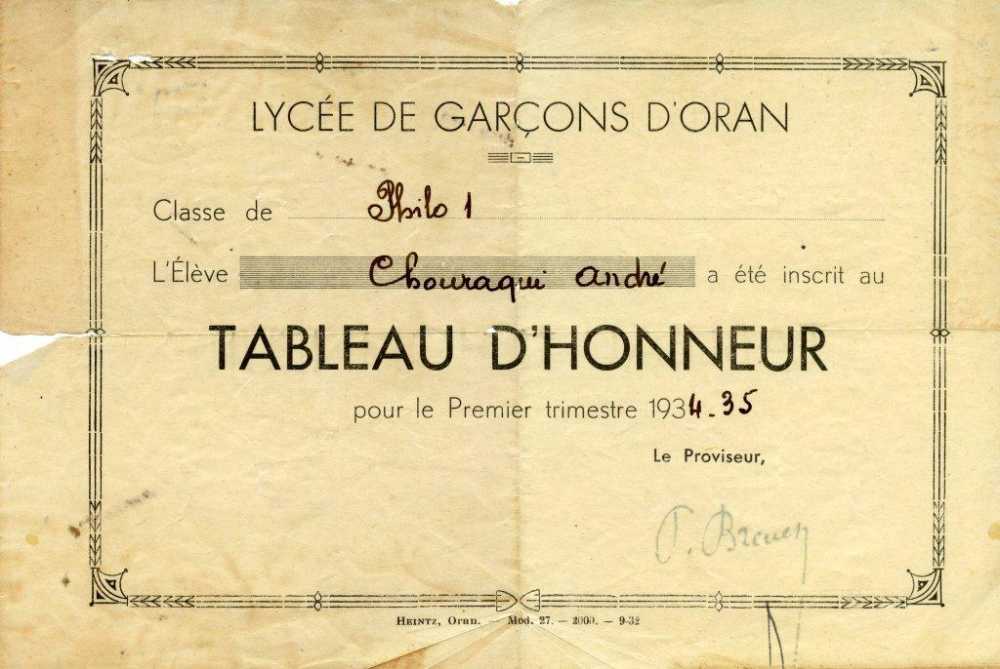 LYCÉE DE GARÇONS D'ORAN
Classe de Philo 1
L'Élève Chouraqui André a été inscrit au
TABLEAU D'HONNEUR
pour le Premier trimestre 1934-35
Le Proviseur,
HEINTZ, Oran. — Mod. 27. — 2000. — 9-32